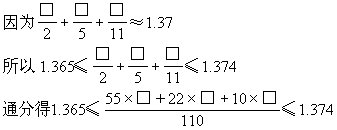 因为 □/2 + □/5 + □/11 ≈1.37
所以 1.365≤ □/2 + □/5 + □/11 ≤1.374
通分得1.365≤ 55×□+22×□+10×□/110 ≤1.374